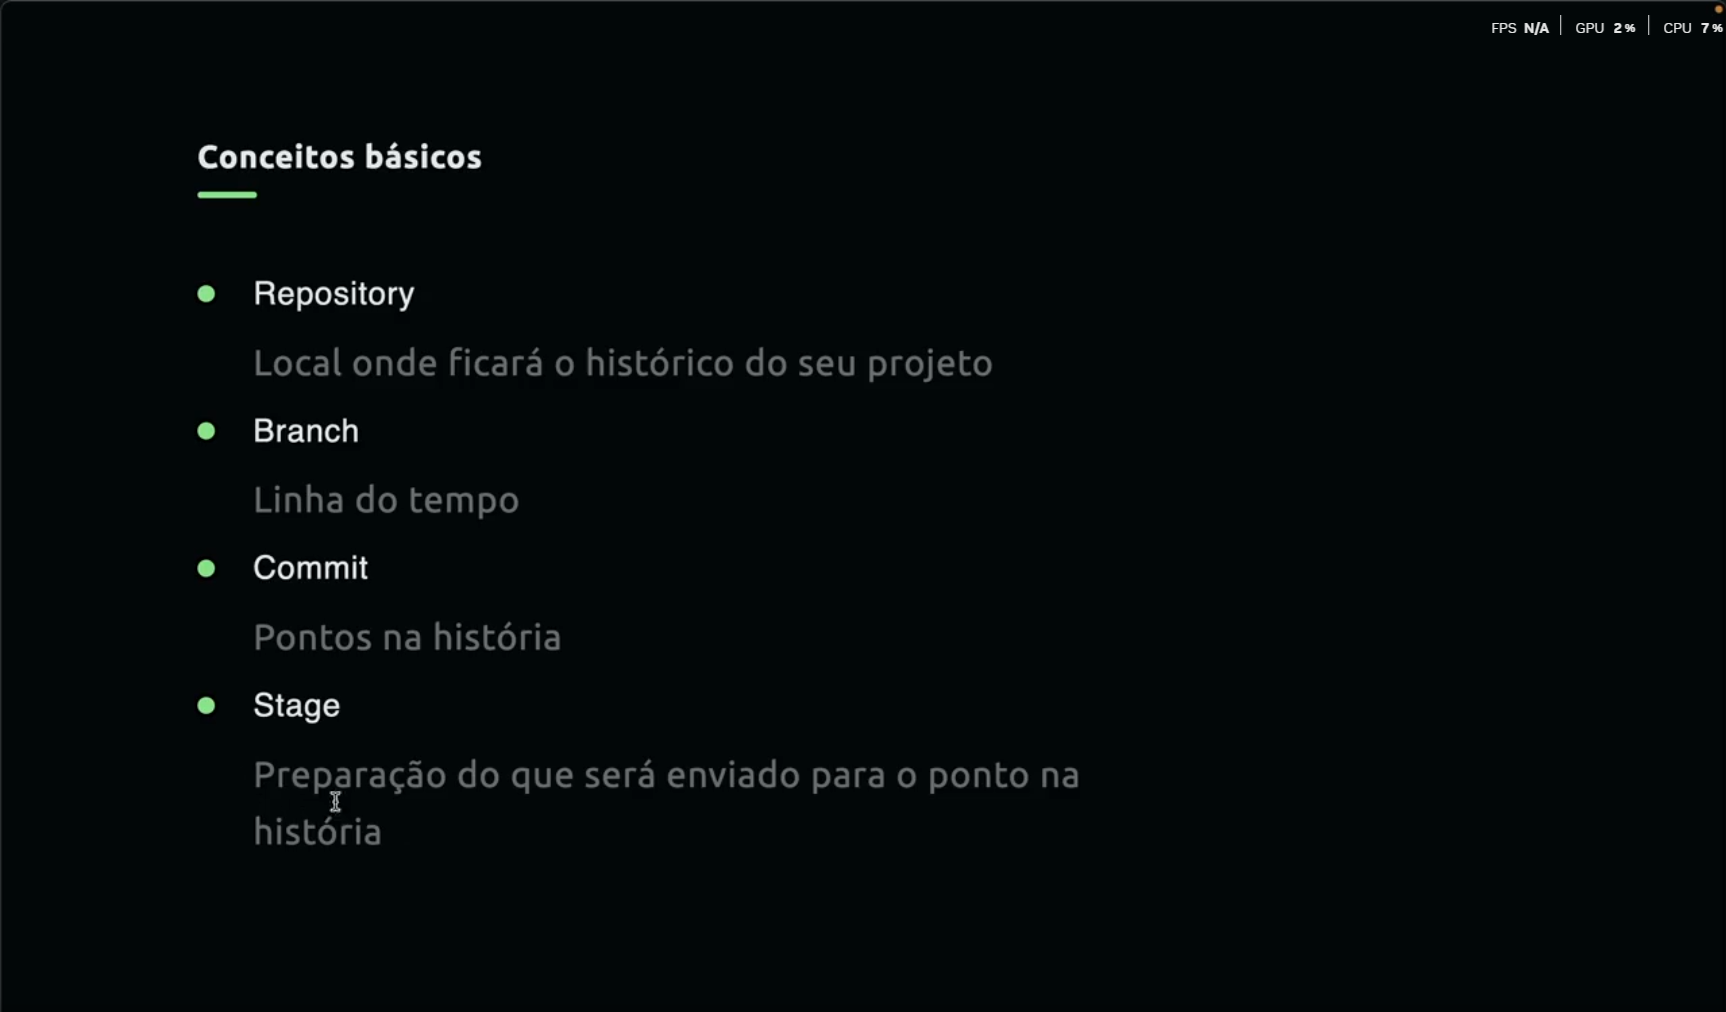 FPS N/A | GPU 2% | CPU 7%
Conceitos básicos
Repository
Local onde ficará o histórico do seu projeto
Branch
Linha do tempo
Commit
Pontos na história
Stage
Preparação do que será enviado para o ponto na
história